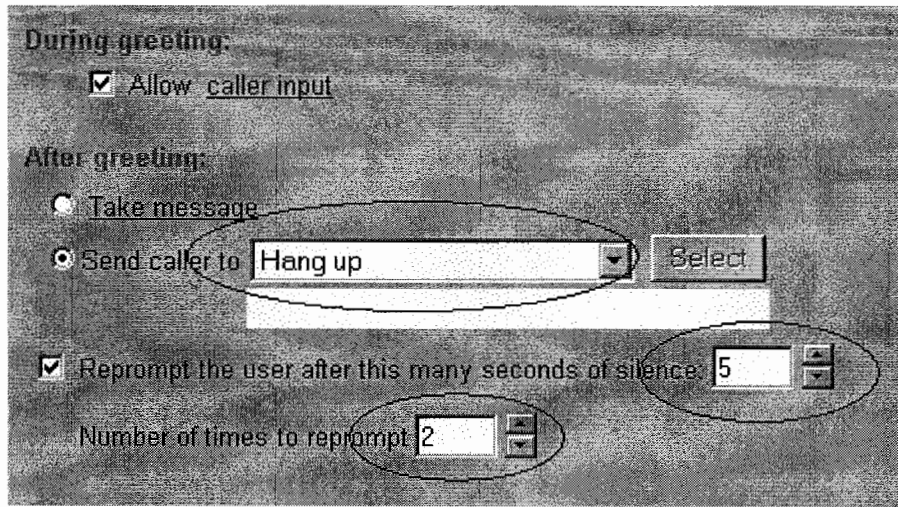 During greeting:
Allow caller input
After greeting:
Take message
Send caller to Hang up Select
Reprompt the user after this many seconds of silence: 5
Number of times to reprompt 2